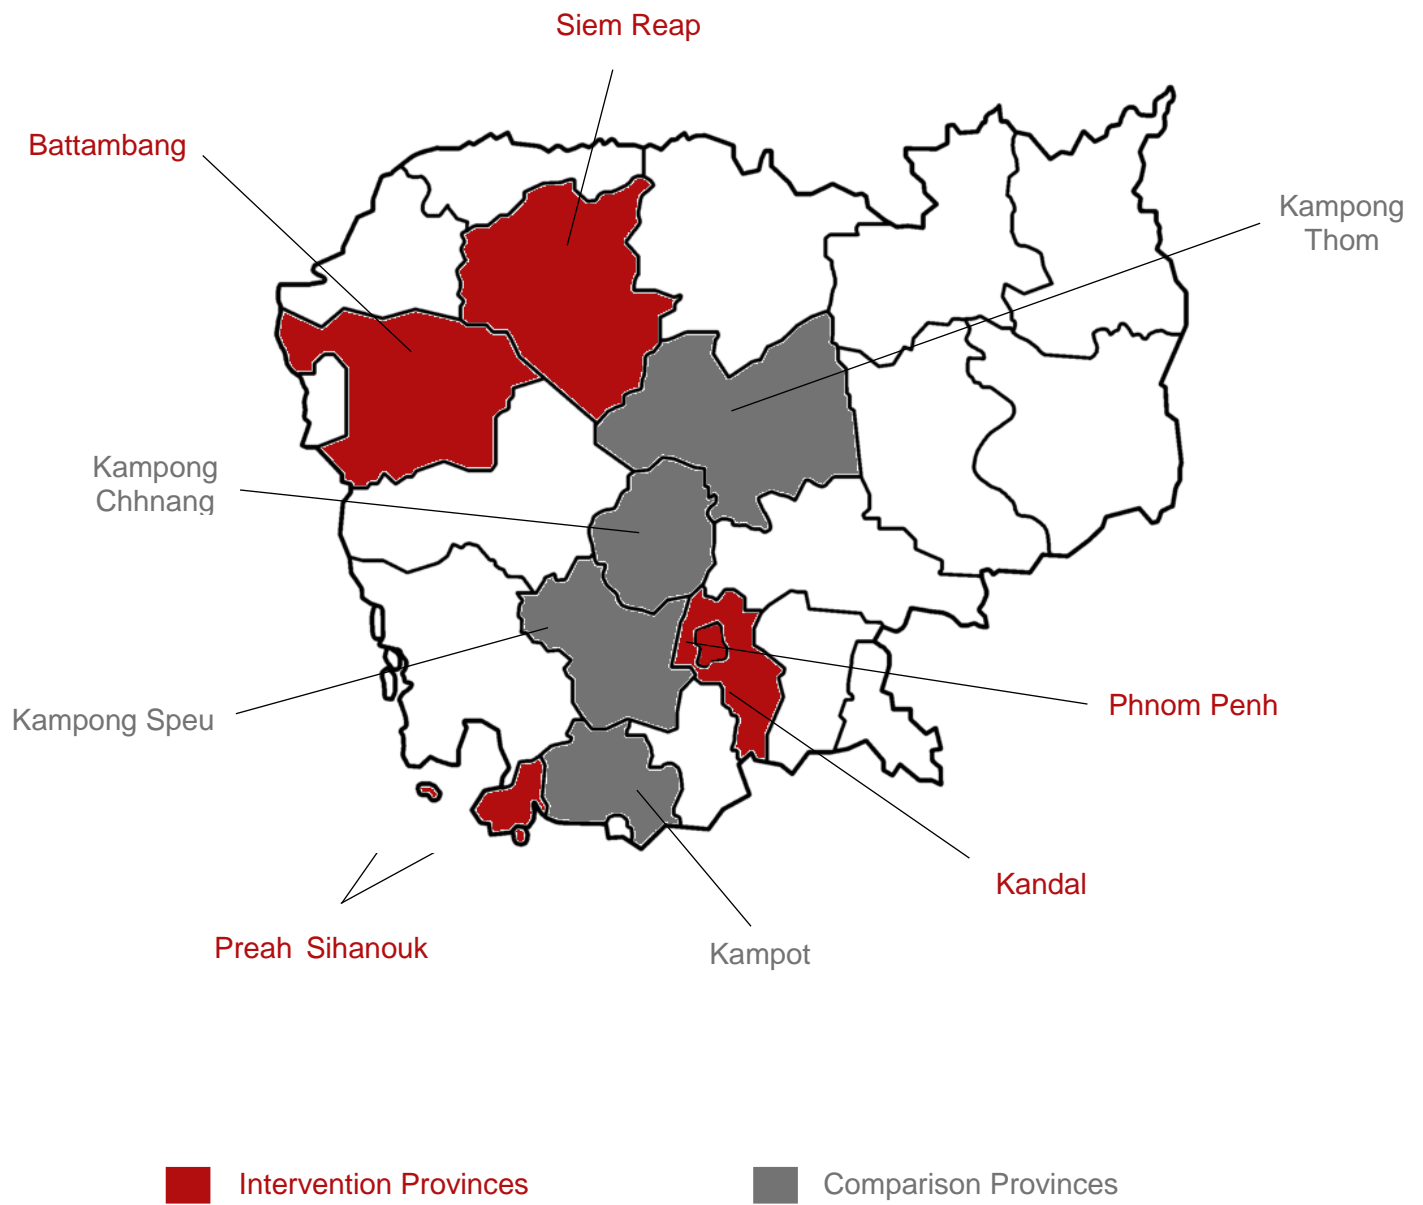 Siem Reap
Battambang
Kampong
Thom
Kampong
Chhnang
Kampong Speu
Phnom Penh
Kandal
Preah Sihanouk
Kampot
Intervention Provinces
Comparison Provinces